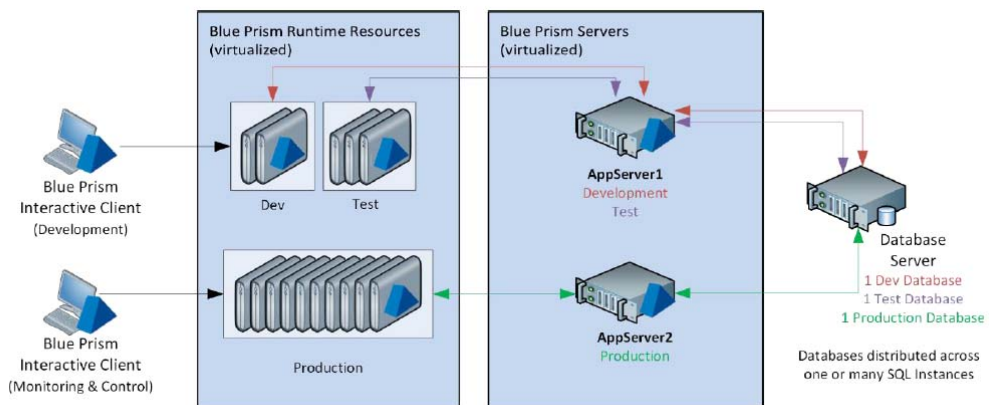 Blue Prism Runtime Resources
(virtualized)
Blue Prism Servers
(virtualized)
Blue Prism
Interactive Client
(Development)
Dev
Test
AppServer1
Development
Test
Database
Server
1 Dev Database
1 Test Database
1 Production Database
Databases distributed across
one or many SQL Instances
Blue Prism
Interactive Client
(Monitoring & Control)
Production
AppServer2
Production